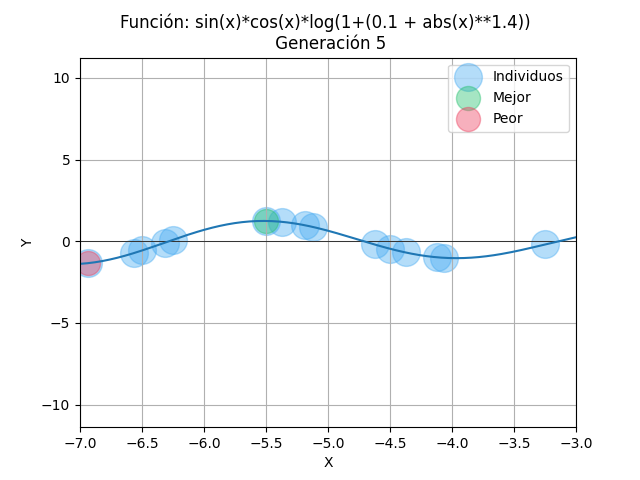 Función: sin(x)*cos(x)*log(1+(0.1 + abs(x)**1.4))
Generación 5
Individuos
Mejor
Peor
10
5
0
−5
−10
Y
−7.0 −6.5 −6.0 −5.5 −5.0 −4.5 −4.0 −3.5 −3.0
X